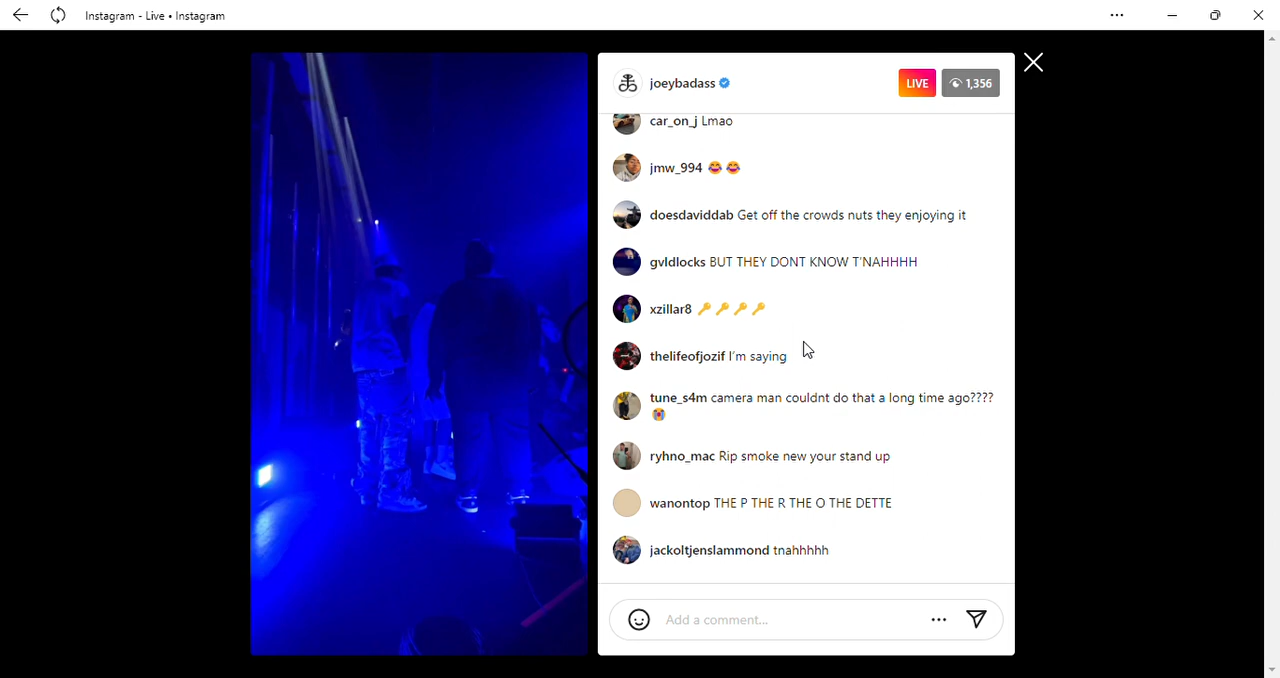 Instagram - Live • Instagram
joeybadass
LIVE
1,356
car_on_j Lmao
jmw_994 😂 😂
doesdaviddab Get off the crowds nuts they enjoying it
gvldlocks BUT THEY DONT KNOW T'NAHHHH
xzillar8 🔑 🔑 🔑 🔑
thelifeofjozif I'm saying
tune_s4m camera man couldnt do that a long time ago????
😭
ryhno_mac Rip smoke new your stand up
wanontop THE P THE R THE O THE DETTE
jackoltjenslammond tnahhhhh
Add a comment...